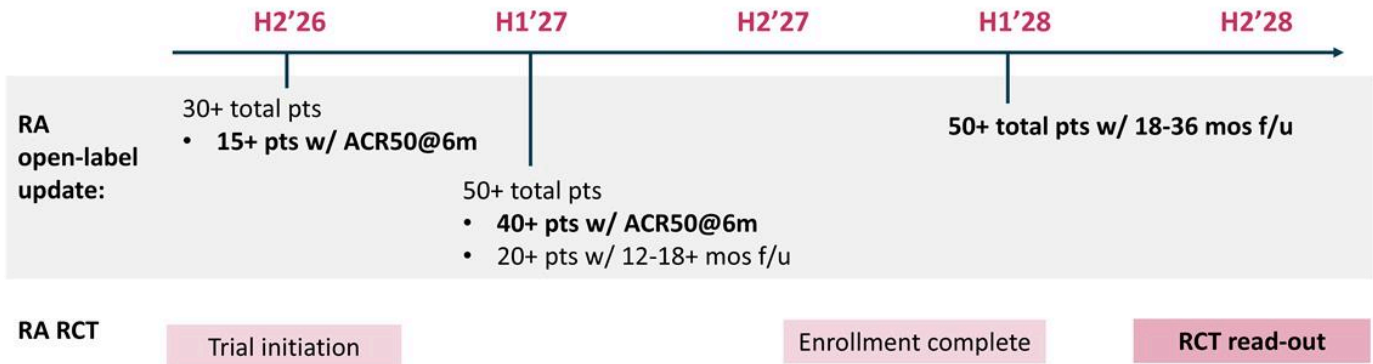 H2’26 H1’27 H2’27 H1’28 H2’28
RA
open-label
update:
30+ total pts
• 15+ pts w/ ACR50@6m
50+ total pts
• 40+ pts w/ ACR50@6m
• 20+ pts w/ 12-18+ mos f/u
50+ total pts w/ 18-36 mos f/u
RA RCT
Trial initiation
Enrollment complete
RCT read-out